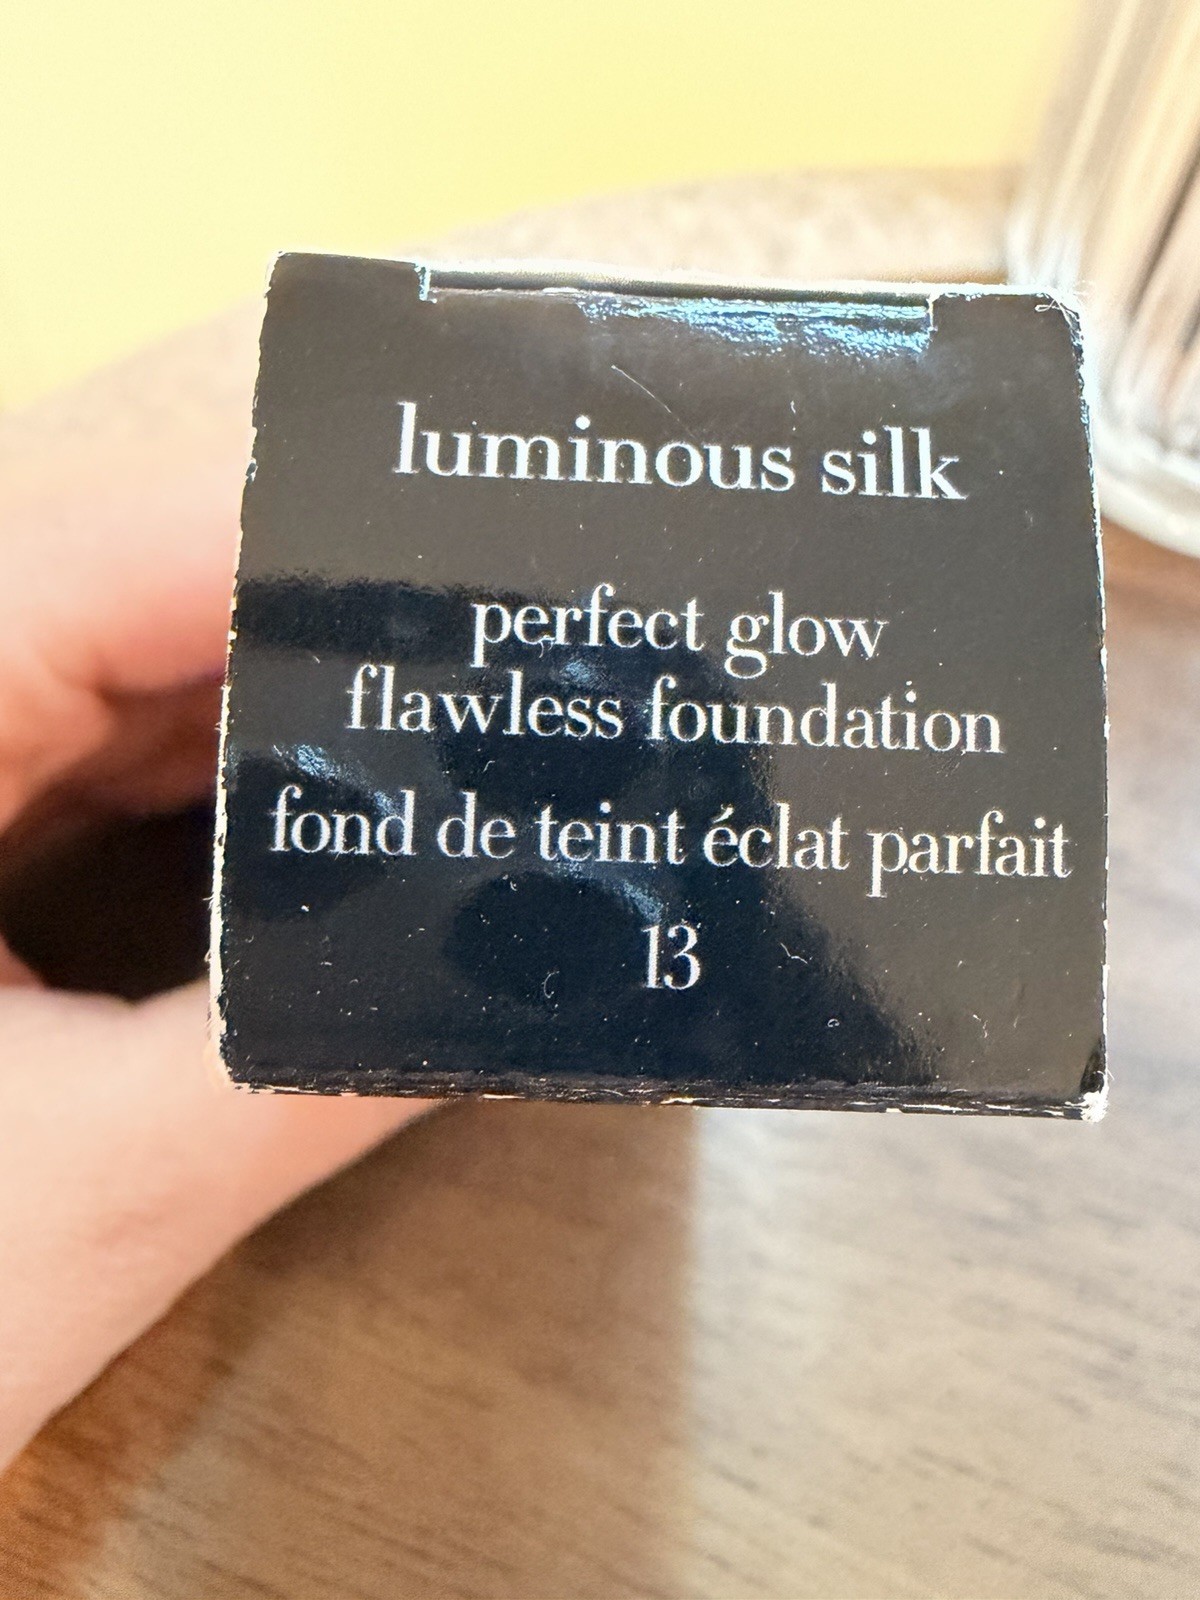 luminous silk
perfect glow
flawless foundation
fond de teint éclat parfait
13